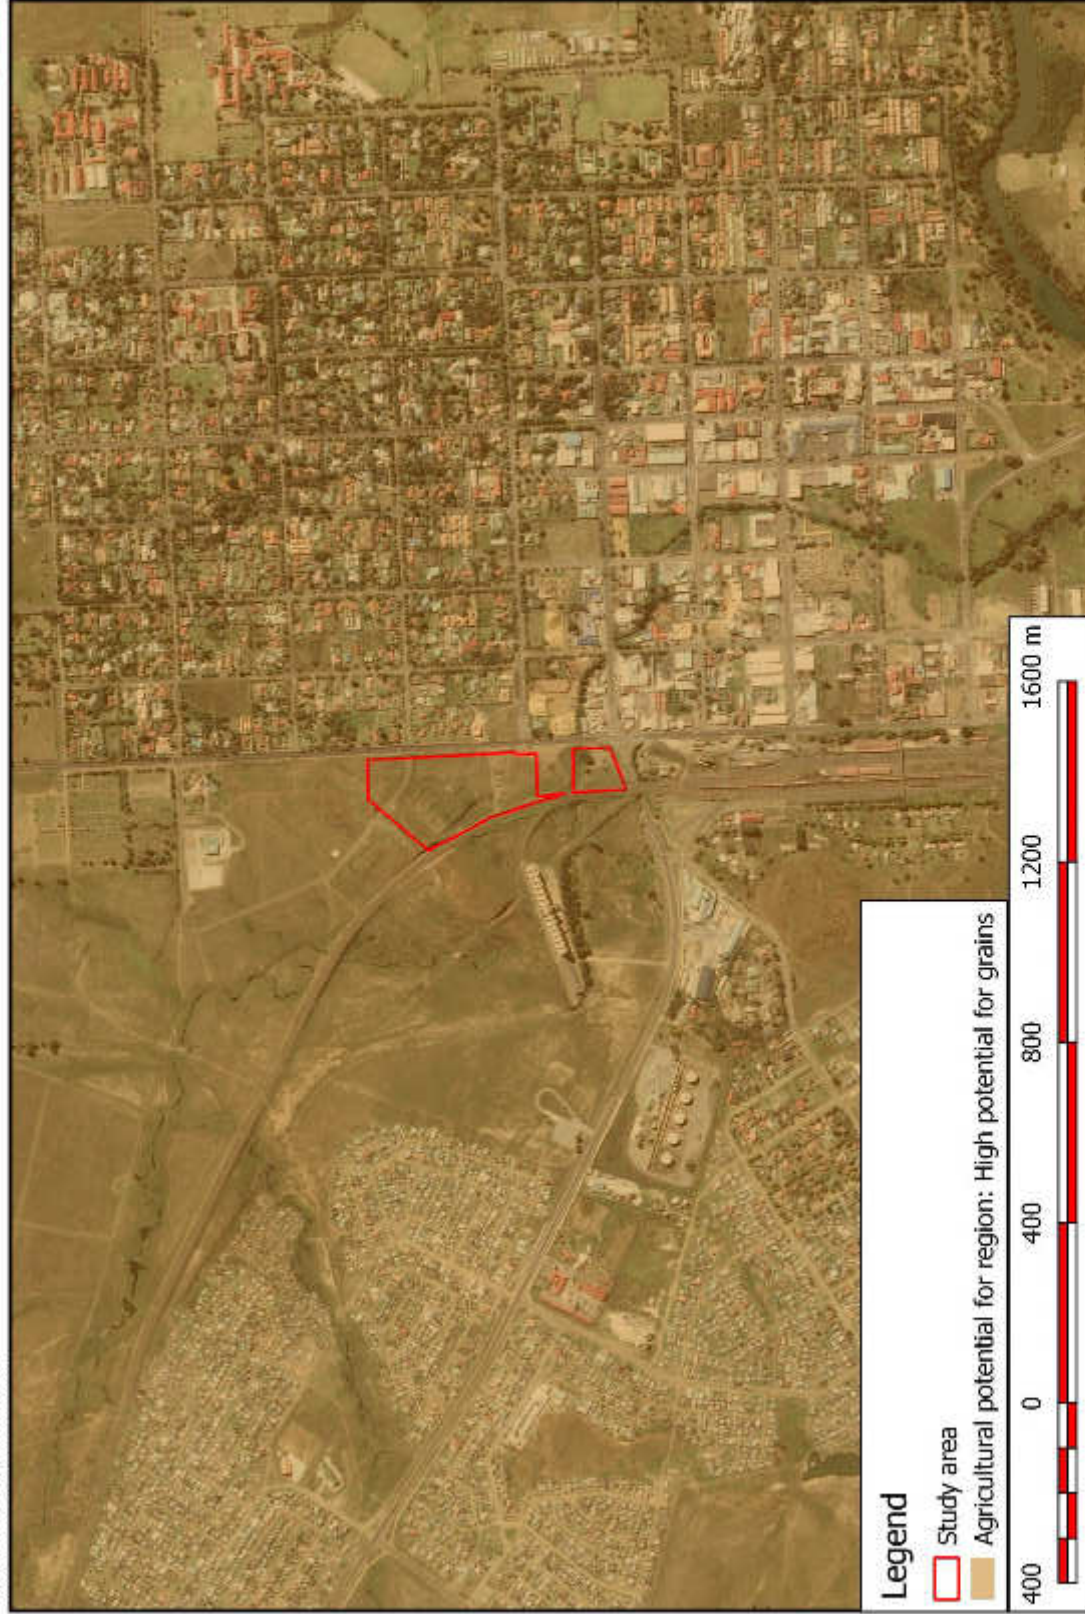 Legend
Study area
Agricultural potential for region: High potential for grains
400 0 400 800 1200 1600 m